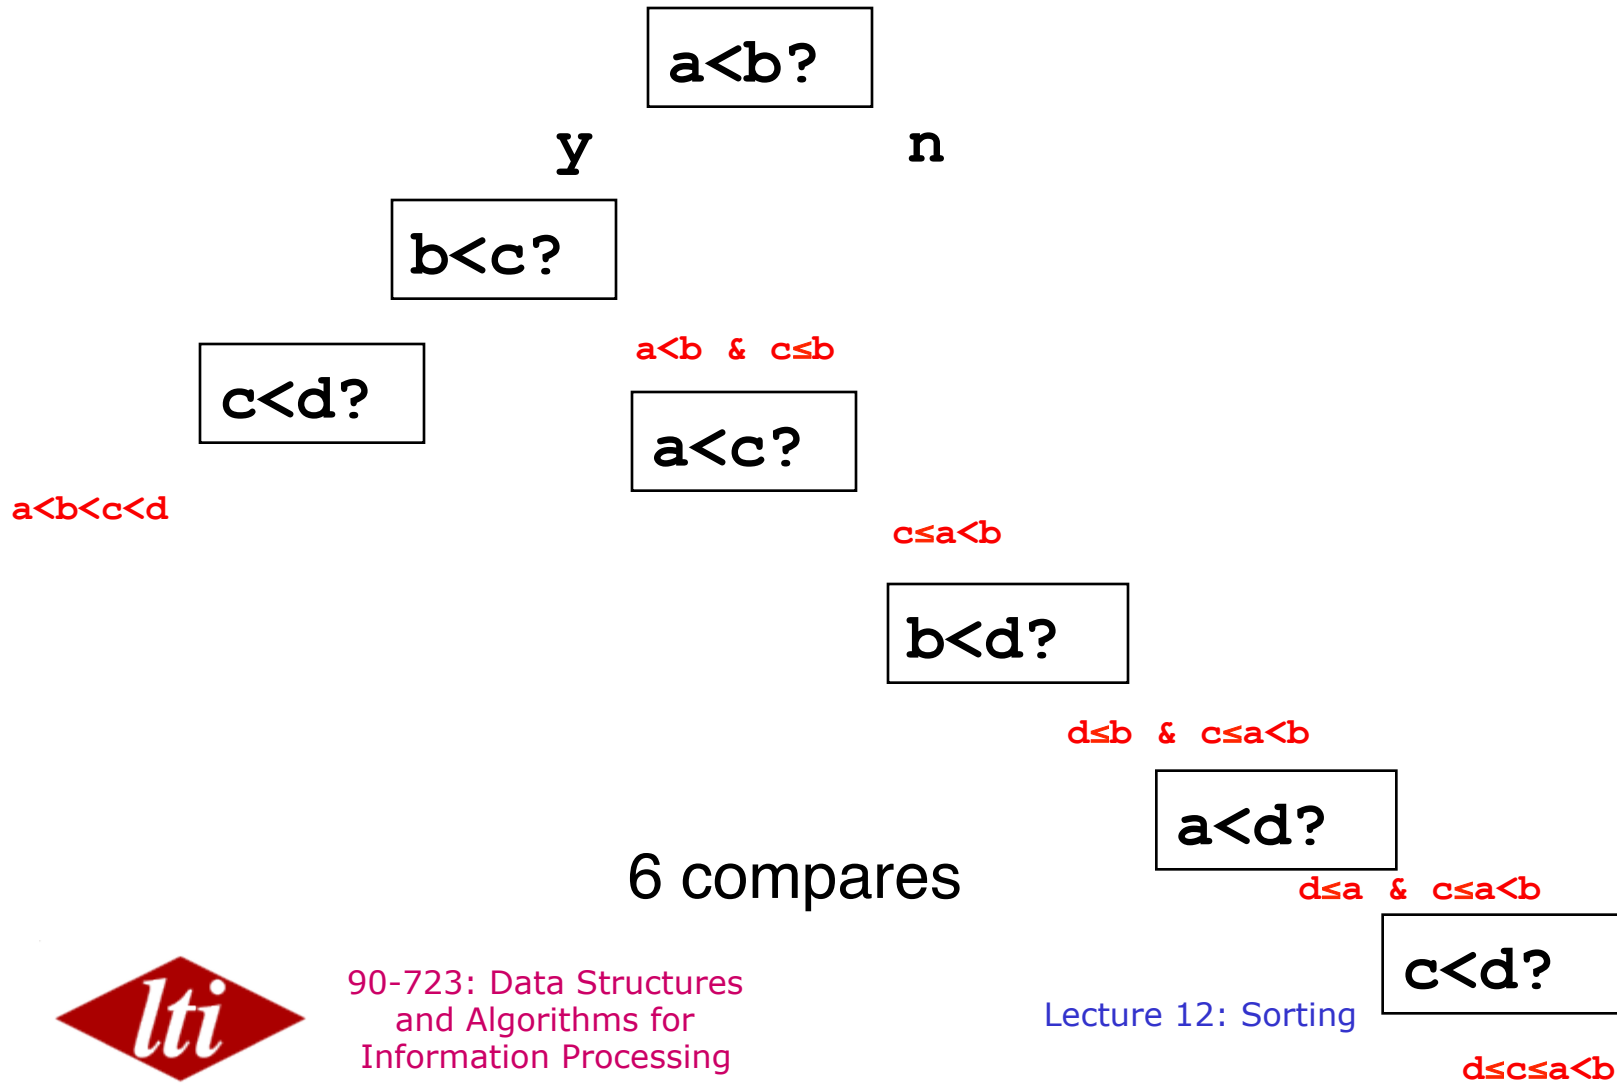 a<b?
y n
b<c?
a<b & c≤b
c<d?
a<c?
a<b<c<d
c≤a<b
b<d?
d≤b & c≤a<b
a<d?
6 compares
d≤a & c≤a<b
c<d?
lti
90-723: Data Structures
and Algorithms for
Information Processing
Lecture 12: Sorting
d≤c≤a<b